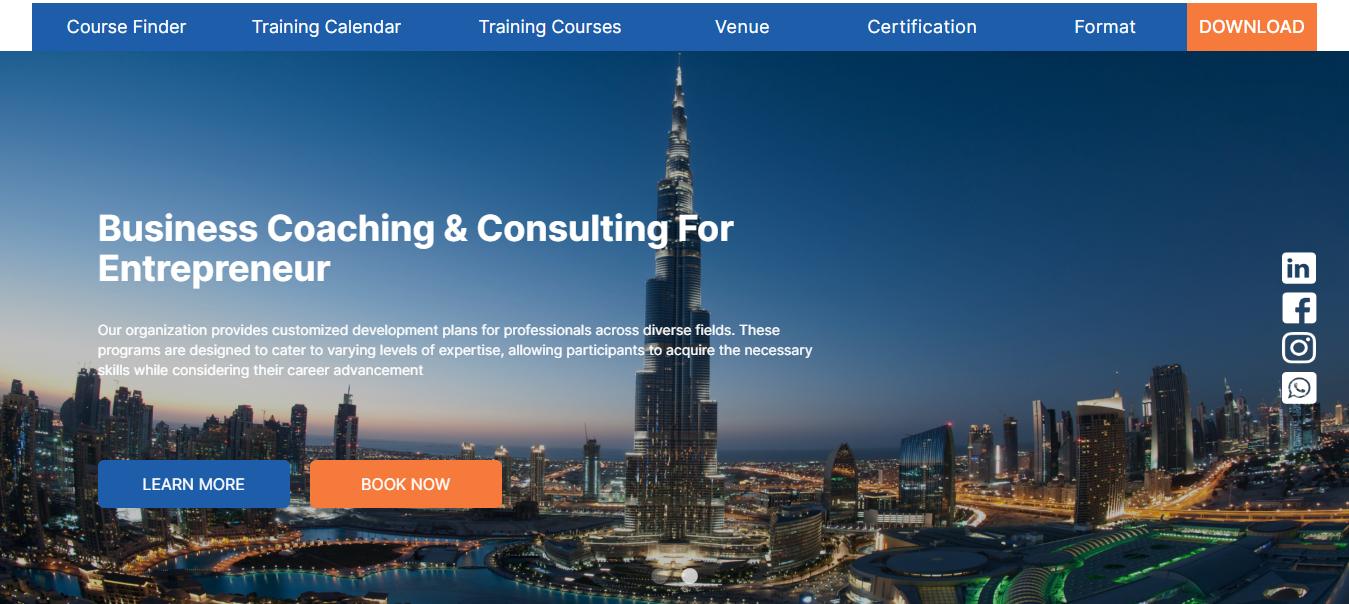 Course Finder
Training Calendar
Training Courses
Venue
Certification
Format
DOWNLOAD
Business Coaching & Consulting For
Entrepreneur
Our organization provides customized development plans for professionals across diverse fields. These
programs are designed to cater to varying levels of expertise, allowing participants to acquire the necessary
skills while considering their career advancement
LEARN MORE
BOOK NOW
in